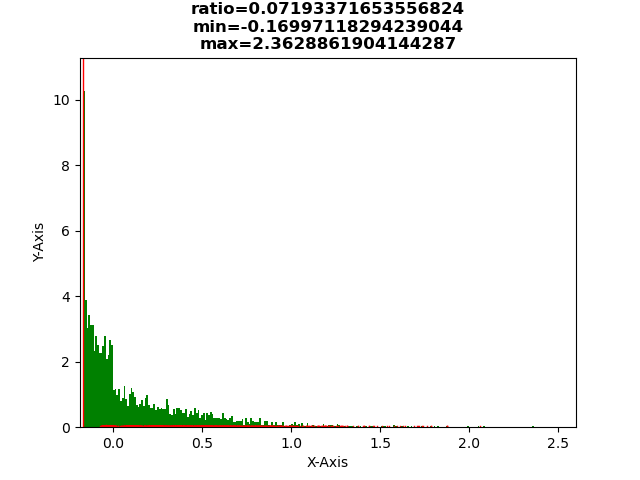 ratio=0.07193371653556824
min=-0.16997118294239044
max=2.3628861904144287
10
8
6
4
2
0
Y-Axis
0.0 0.5 1.0 1.5 2.0 2.5
X-Axis